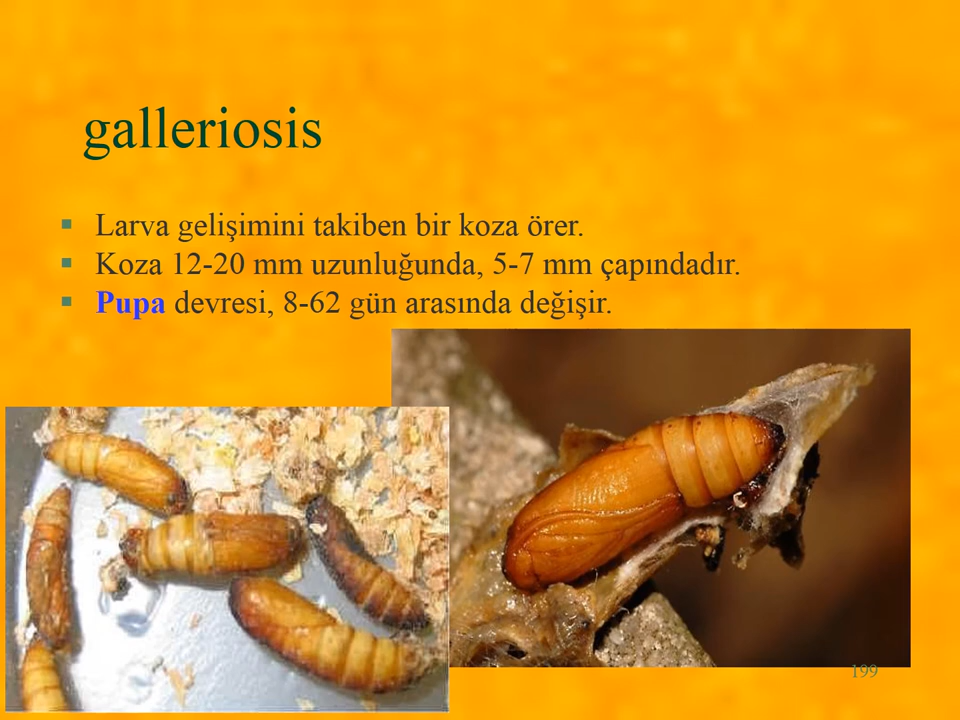 galleriosis
▪ Larva gelişimini takiben bir koza örer.
▪ Koza 12-20 mm uzunluğunda, 5-7 mm çapındadır.
▪ Pupa devresi, 8-62 gün arasında değişir.
199